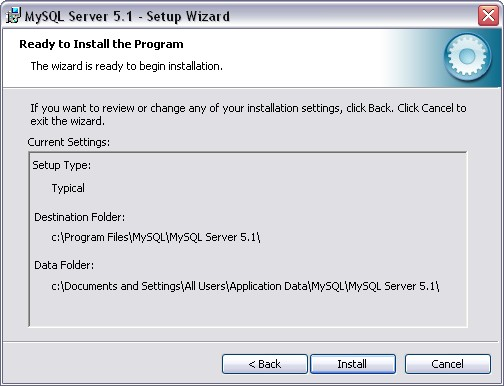 MySQL Server 5.1 - Setup Wizard
Ready to Install the Program
The wizard is ready to begin installation.
If you want to review or change any of your installation settings, click Back. Click Cancel to
exit the wizard.
Current Settings:
Setup Type:
Typical
Destination Folder:
c:\Program Files\MySQL\MySQL Server 5.1\
Data Folder:
c:\Documents and Settings\All Users\Application Data\MySQL\MySQL Server 5.1\
< Back
Install
Cancel